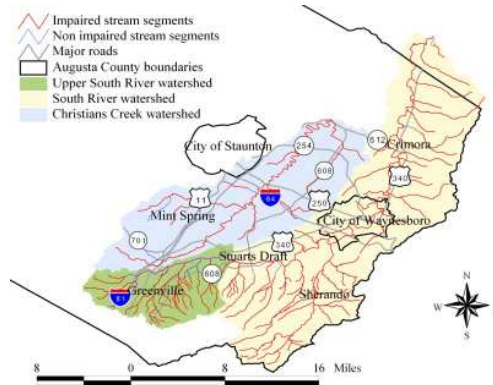 Impaired stream segments
Non impaired stream segments
Major roads
Augusta County boundaries
Upper South River watershed
South River watershed
Christians Creek watershed
City of Staunton
254
612
Crimora
608
340
11
64
250
Mint Spring
City of Waynesboro
701
340
Stuarts Draft
608
Greenville
81
Sherando
N
W E
S
8 0 8 16 Miles